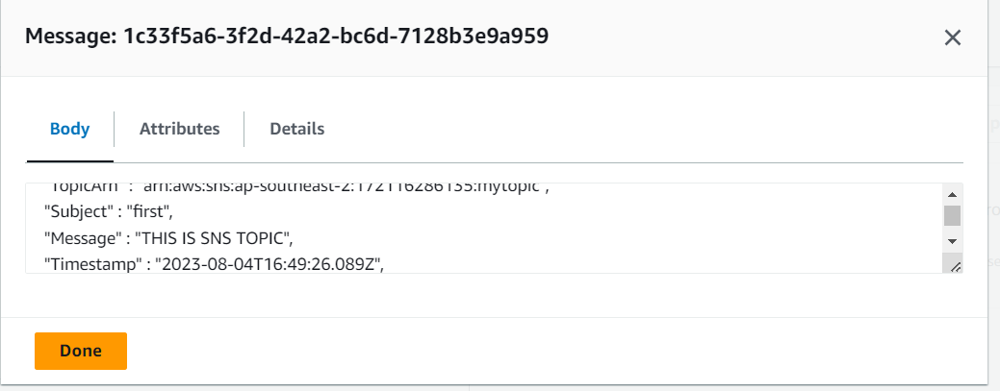 Message: 1c33f5a6-3f2d-42a2-bc6d-7128b3e9a959
Body
Attributes
Details
"TopicArn" : "arn:aws:sns:ap-southeast-2:172116286135:mytopic",
"Subject" : "first",
"Message" : "THIS IS SNS TOPIC",
"Timestamp" : "2023-08-04T16:49:26.089Z",
Done